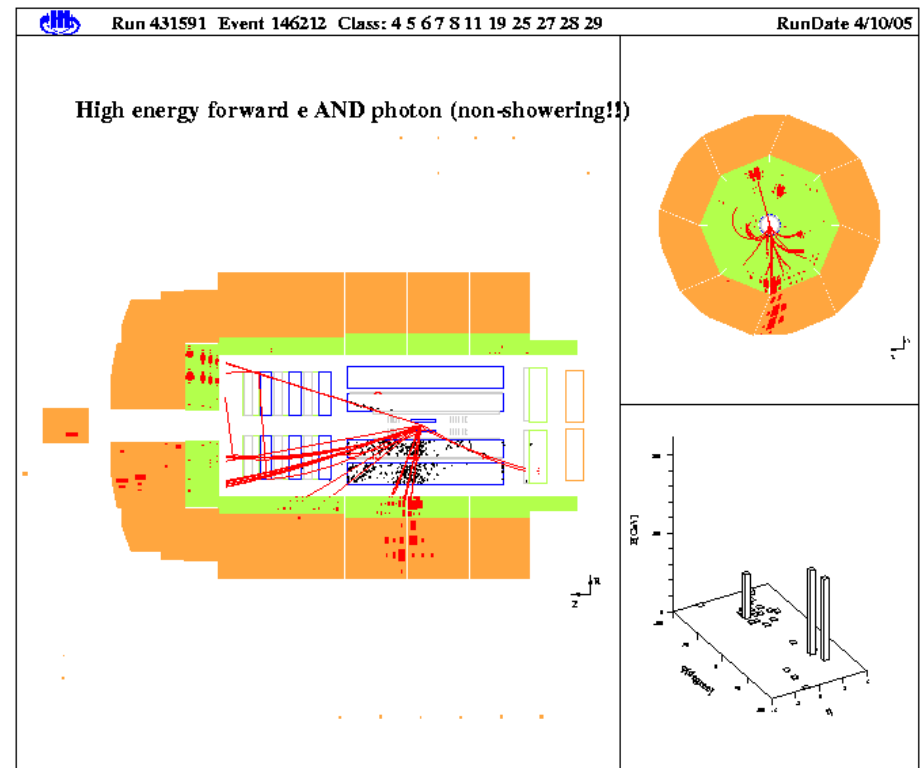 Run 431591 Event 146212 Class: 4 5 6 7 8 11 19 25 27 28 29 RunDate 4/10/05
High energy forward e AND photon (non-showering!!)
R
Z
E[GeV]
φ[degree]
η